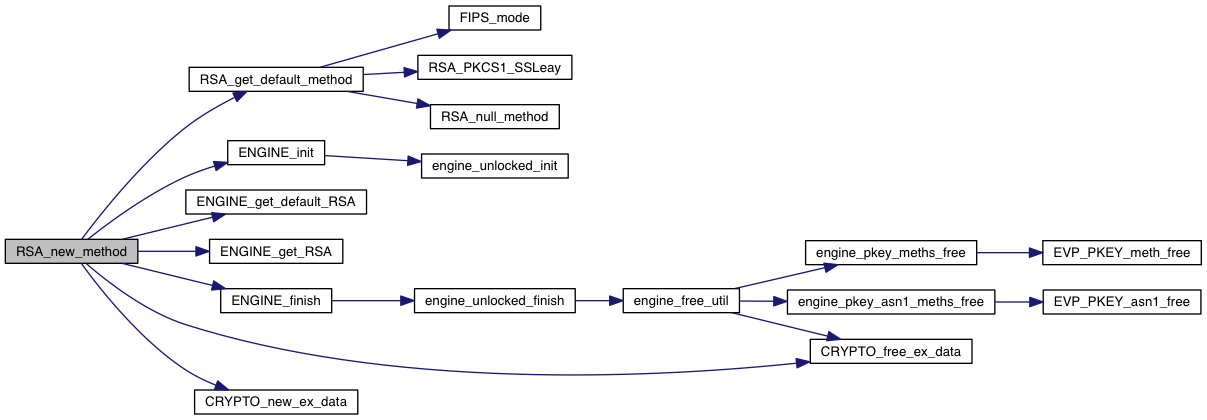 FIPS_mode
RSA_get_default_method
RSA_PKCS1_SSLeay
RSA_null_method
ENGINE_init
engine_unlocked_init
ENGINE_get_default_RSA
RSA_new_method
ENGINE_get_RSA
engine_pkey_meths_free
EVP_PKEY_meth_free
ENGINE_finish
engine_unlocked_finish
engine_free_util
engine_pkey_asn1_meths_free
EVP_PKEY_asn1_free
CRYPTO_free_ex_data
CRYPTO_new_ex_data